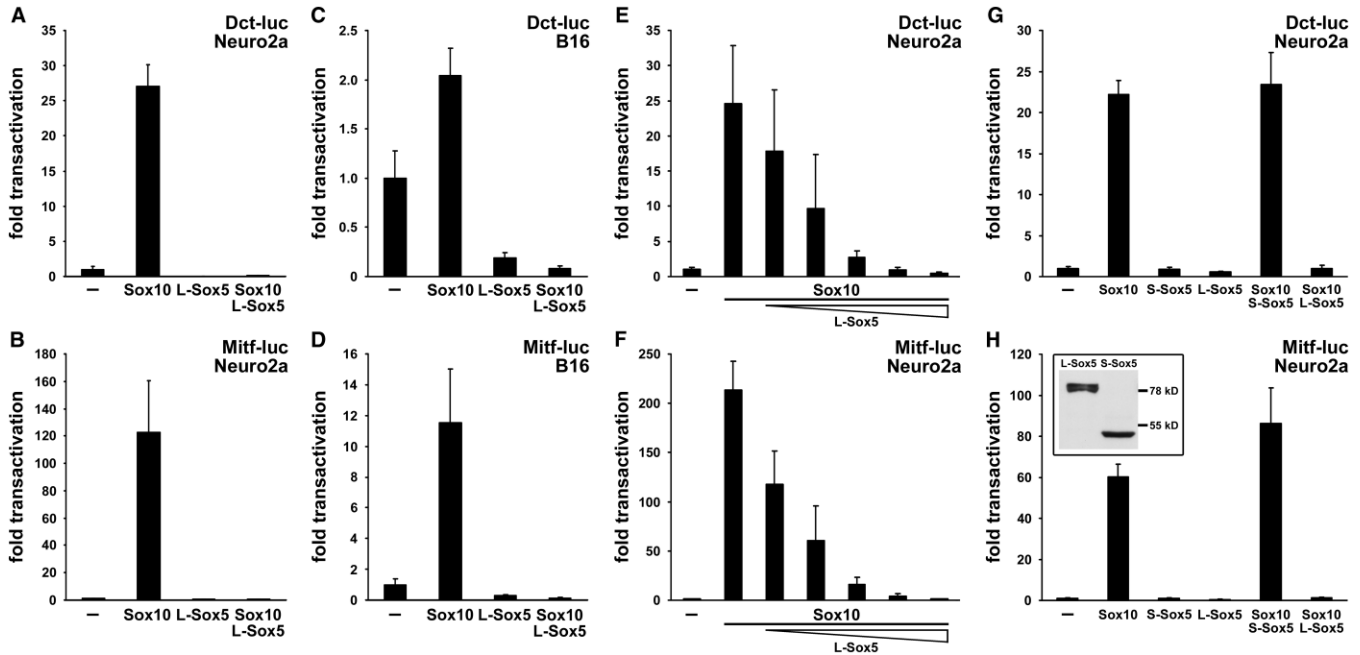 A
Dct-luc
Neuro2a
fold transactivation
35
30
25
20
15
10
5
0
–
Sox10
L-Sox5
Sox10
L-Sox5
C
Dct-luc
B16
fold transactivation
2.5
2.0
1.5
1.0
0.5
0
–
Sox10
L-Sox5
Sox10
L-Sox5
E
Dct-luc
Neuro2a
fold transactivation
35
30
25
20
15
10
5
0
–
Sox10
L-Sox5
G
Dct-luc
Neuro2a
fold transactivation
30
25
20
15
10
5
0
–
Sox10
S-Sox5
L-Sox5
Sox10
S-Sox5
Sox10
L-Sox5
B
Mitf-luc
Neuro2a
fold transactivation
180
160
140
120
100
80
60
40
20
0
–
Sox10
L-Sox5
Sox10
L-Sox5
D
Mitf-luc
B16
fold transactivation
16
14
12
10
8
6
4
2
0
–
Sox10
L-Sox5
Sox10
L-Sox5
F
Mitf-luc
Neuro2a
fold transactivation
250
200
150
100
50
0
–
Sox10
L-Sox5
H
Mitf-luc
Neuro2a
fold transactivation
120
100
80
60
40
20
0
L-Sox5 S-Sox5
78 kD
55 kD
–
Sox10
S-Sox5
L-Sox5
Sox10
S-Sox5
Sox10
L-Sox5